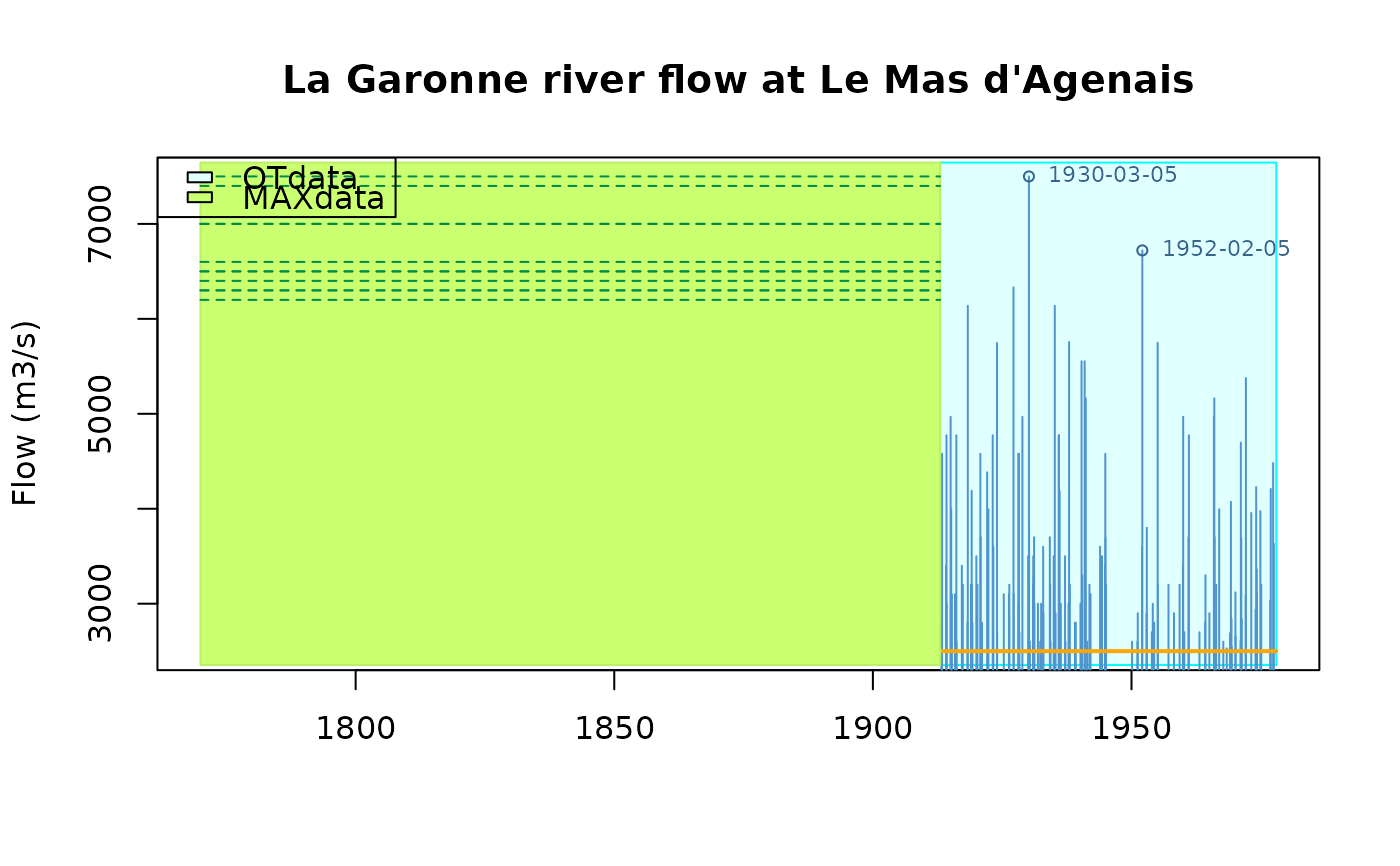 La Garonne river flow at Le Mas d'Agenais
OTdata
MAXdata
1930-03-05
1952-02-05
7000
5000
3000
Flow (m3/s)
1800 1850 1900 1950